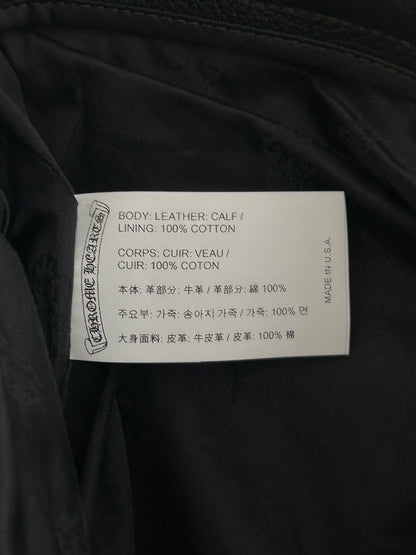 CHROME HEARTS
BODY: LEATHER: CALF /
LINING: 100% COTTON
CORPS: CUIR: VEAU /
CUIR: 100% COTON
本体: 革部分: 牛革 / 革部分: 綿 100%
주요부: 가죽: 송아지 가죽 / 가죽: 100% 면
大身面料: 皮革: 牛皮革 / 皮革: 100% 棉
MADE IN U.S.A.